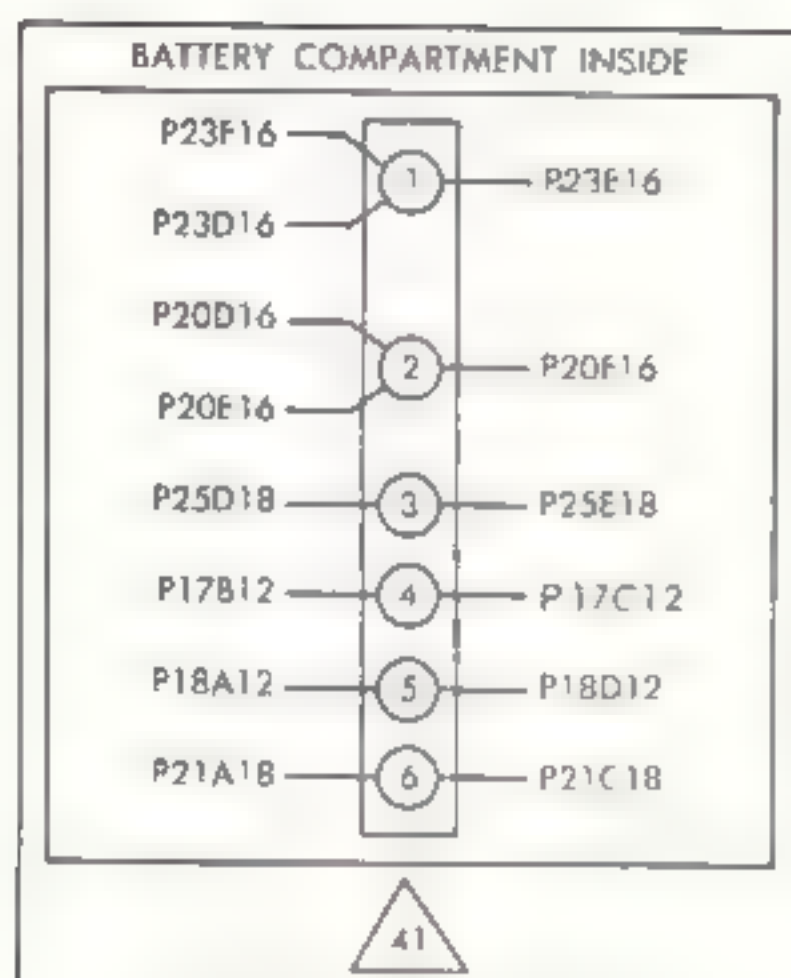 BATTERY COMPARTMENT INSIDE
P23F16
1
P23E16
P23D16
P20D16
2
P20F16
P20E16
P25D18
3
P25E18
P17B12
4
P17C12
P18A12
5
P18D12
P21A18
6
P21C18
41